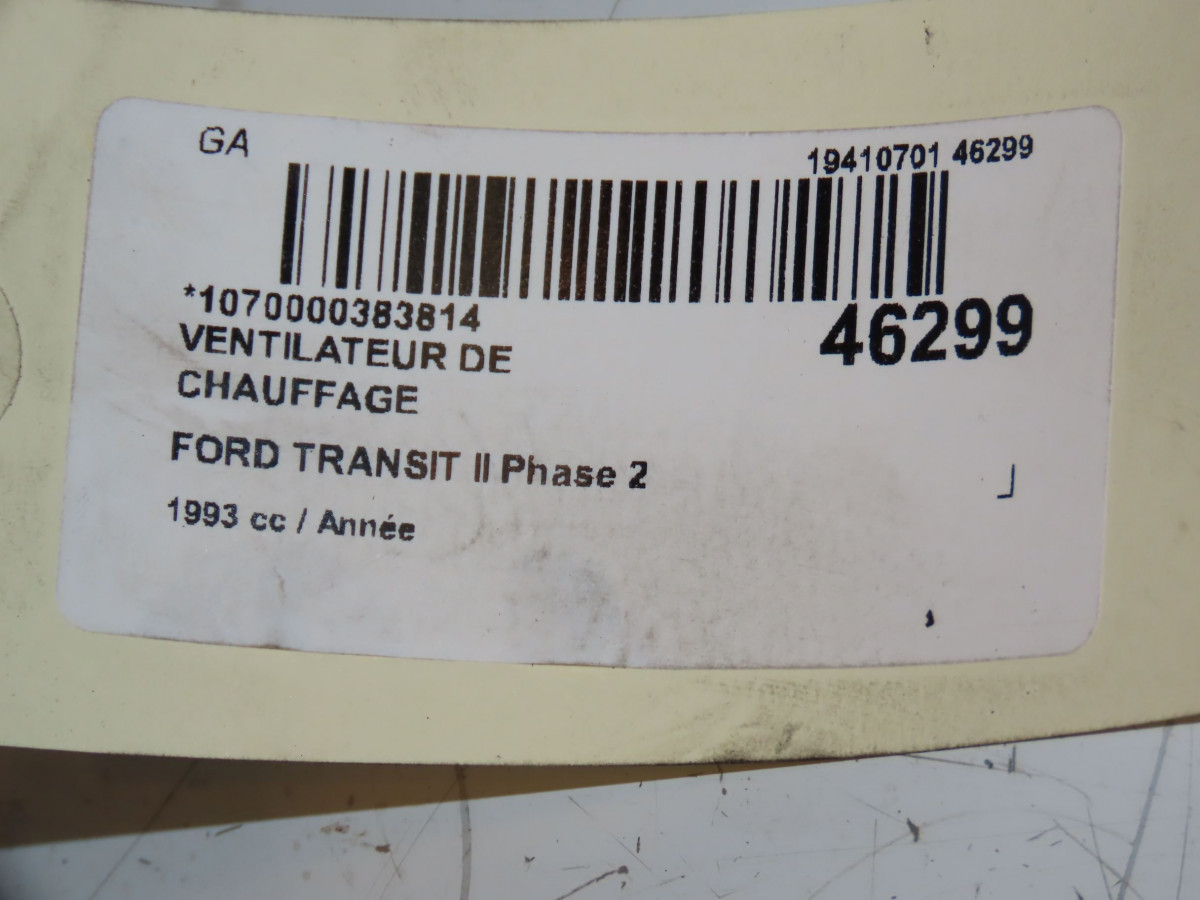 GA
19410701 46299
*1070000383814
46299
VENTILATEUR DE
CHAUFFAGE
FORD TRANSIT II Phase 2
1993 cc / Année